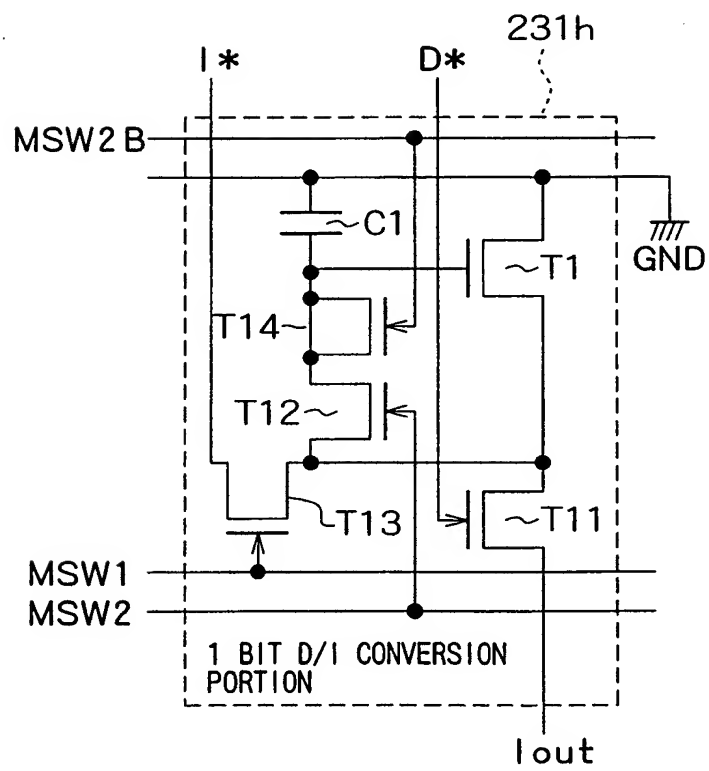 231h
I* D*
MSW2B
C1
T1
GND
T14
T12
T13
T11
MSW1
MSW2
1 BIT D/I CONVERSION
PORTION
Iout